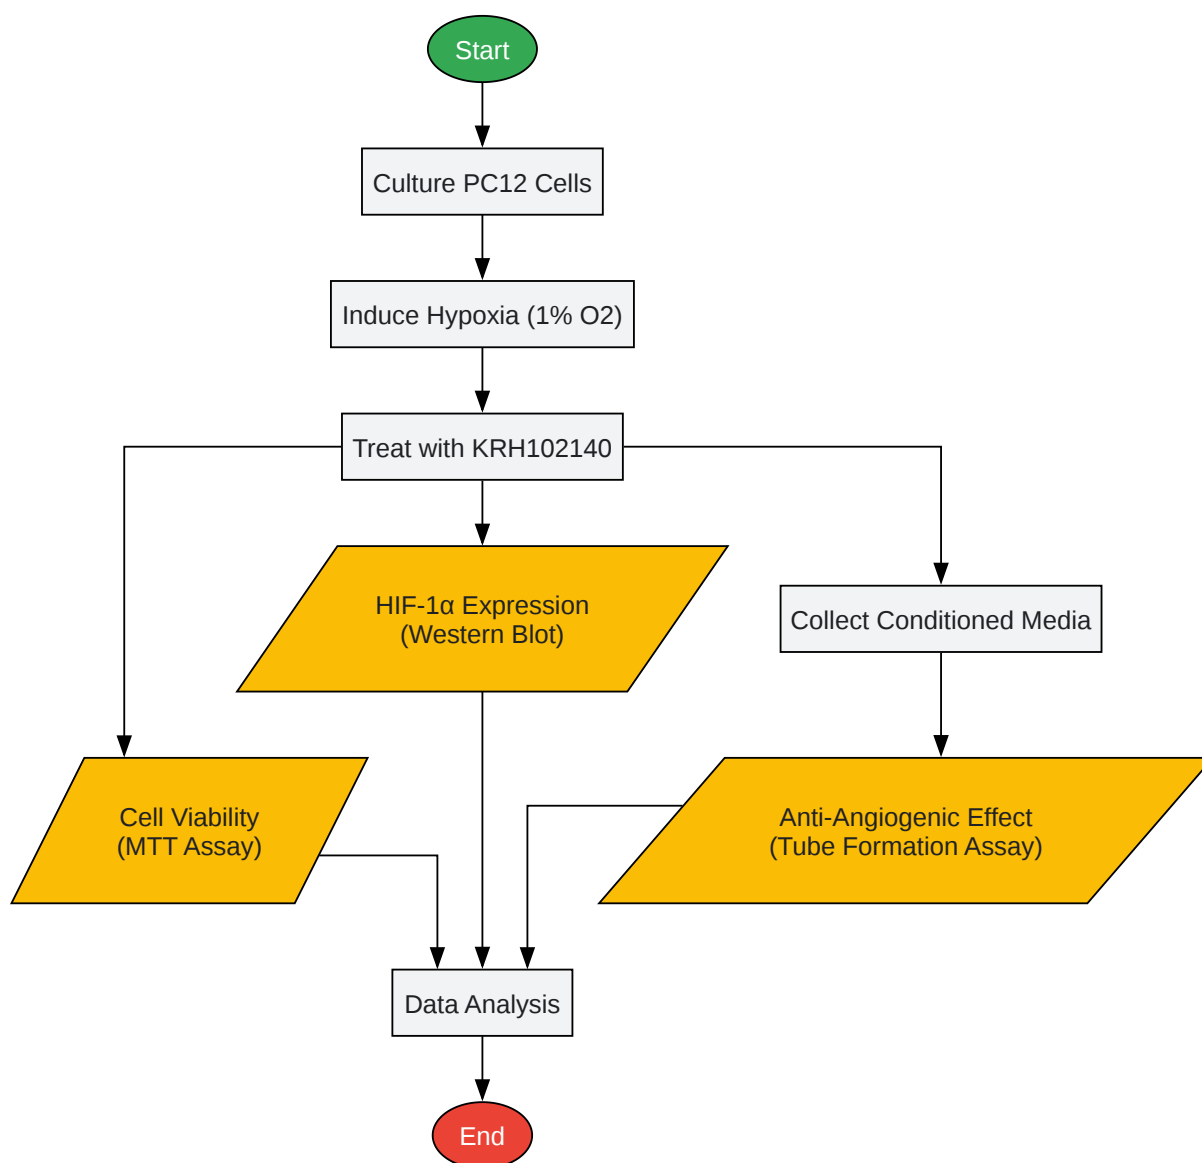 Start
Culture PC12 Cells
Induce Hypoxia (1% O2)
Treat with KRH102140
HIF-1α Expression
(Western Blot)
Collect Conditioned Media
Cell Viability
(MTT Assay)
Anti-Angiogenic Effect
(Tube Formation Assay)
Data Analysis
End